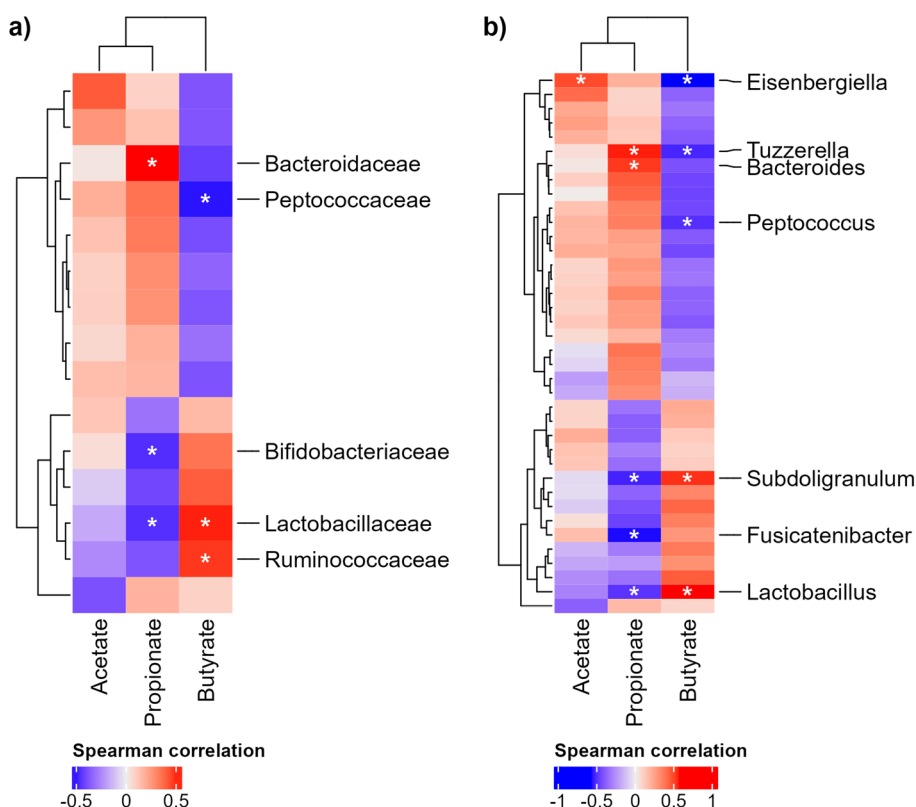 a)
Bacteroidaceae
Peptococcaceae
Bifidobacteriaceae
Lactobacillaceae
Ruminococcaceae
Acetate
Propionate
Butyrate
Spearman correlation
-0.5 0 0.5
b)
Eisenbergiella
Tuzzerella
Bacteroides
Peptococcus
Subdoligranulum
Fusicatenibacter
Lactobacillus
Acetate
Propionate
Butyrate
Spearman correlation
-1 -0.5 0 0.5 1